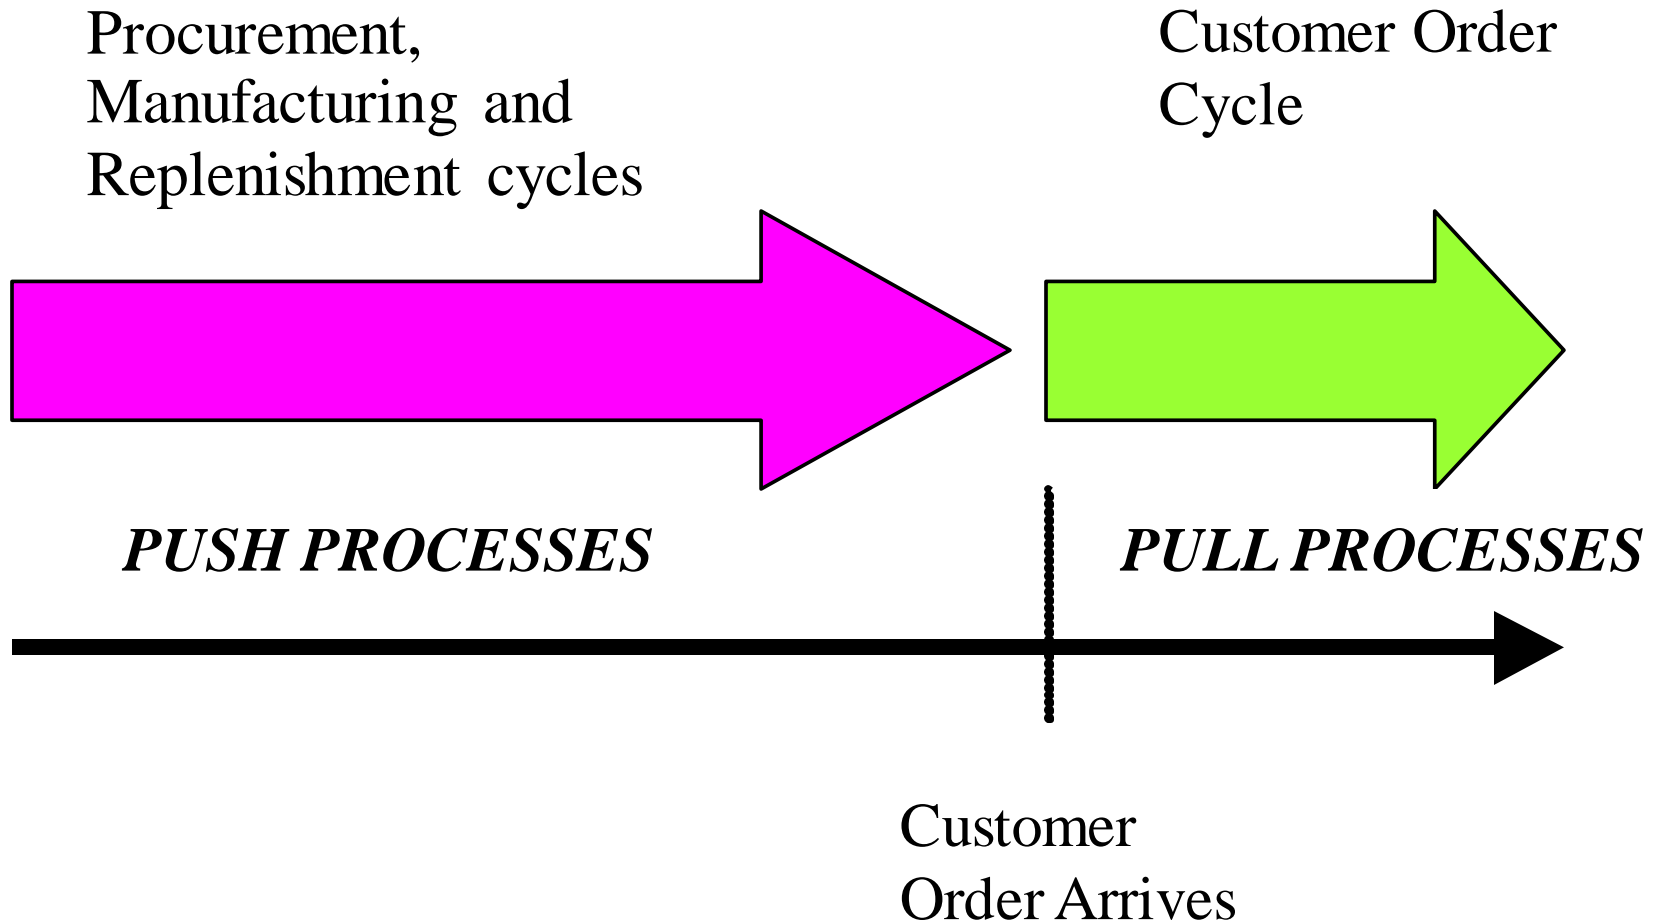 Procurement,
Manufacturing and
Replenishment cycles
Customer Order
Cycle
PUSH PROCESSES
PULL PROCESSES
Customer
Order Arrives